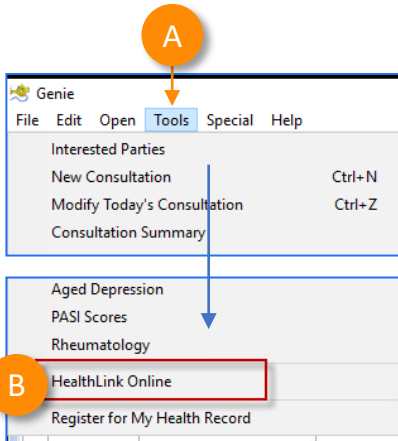 A
Genie
File Edit Open Tools Special Help
Interested Parties
New Consultation Ctrl+N
Modify Today's Consultation Ctrl+Z
Consultation Summary
Aged Depression
PASI Scores
Rheumatology
B HealthLink Online
Register for My Health Record